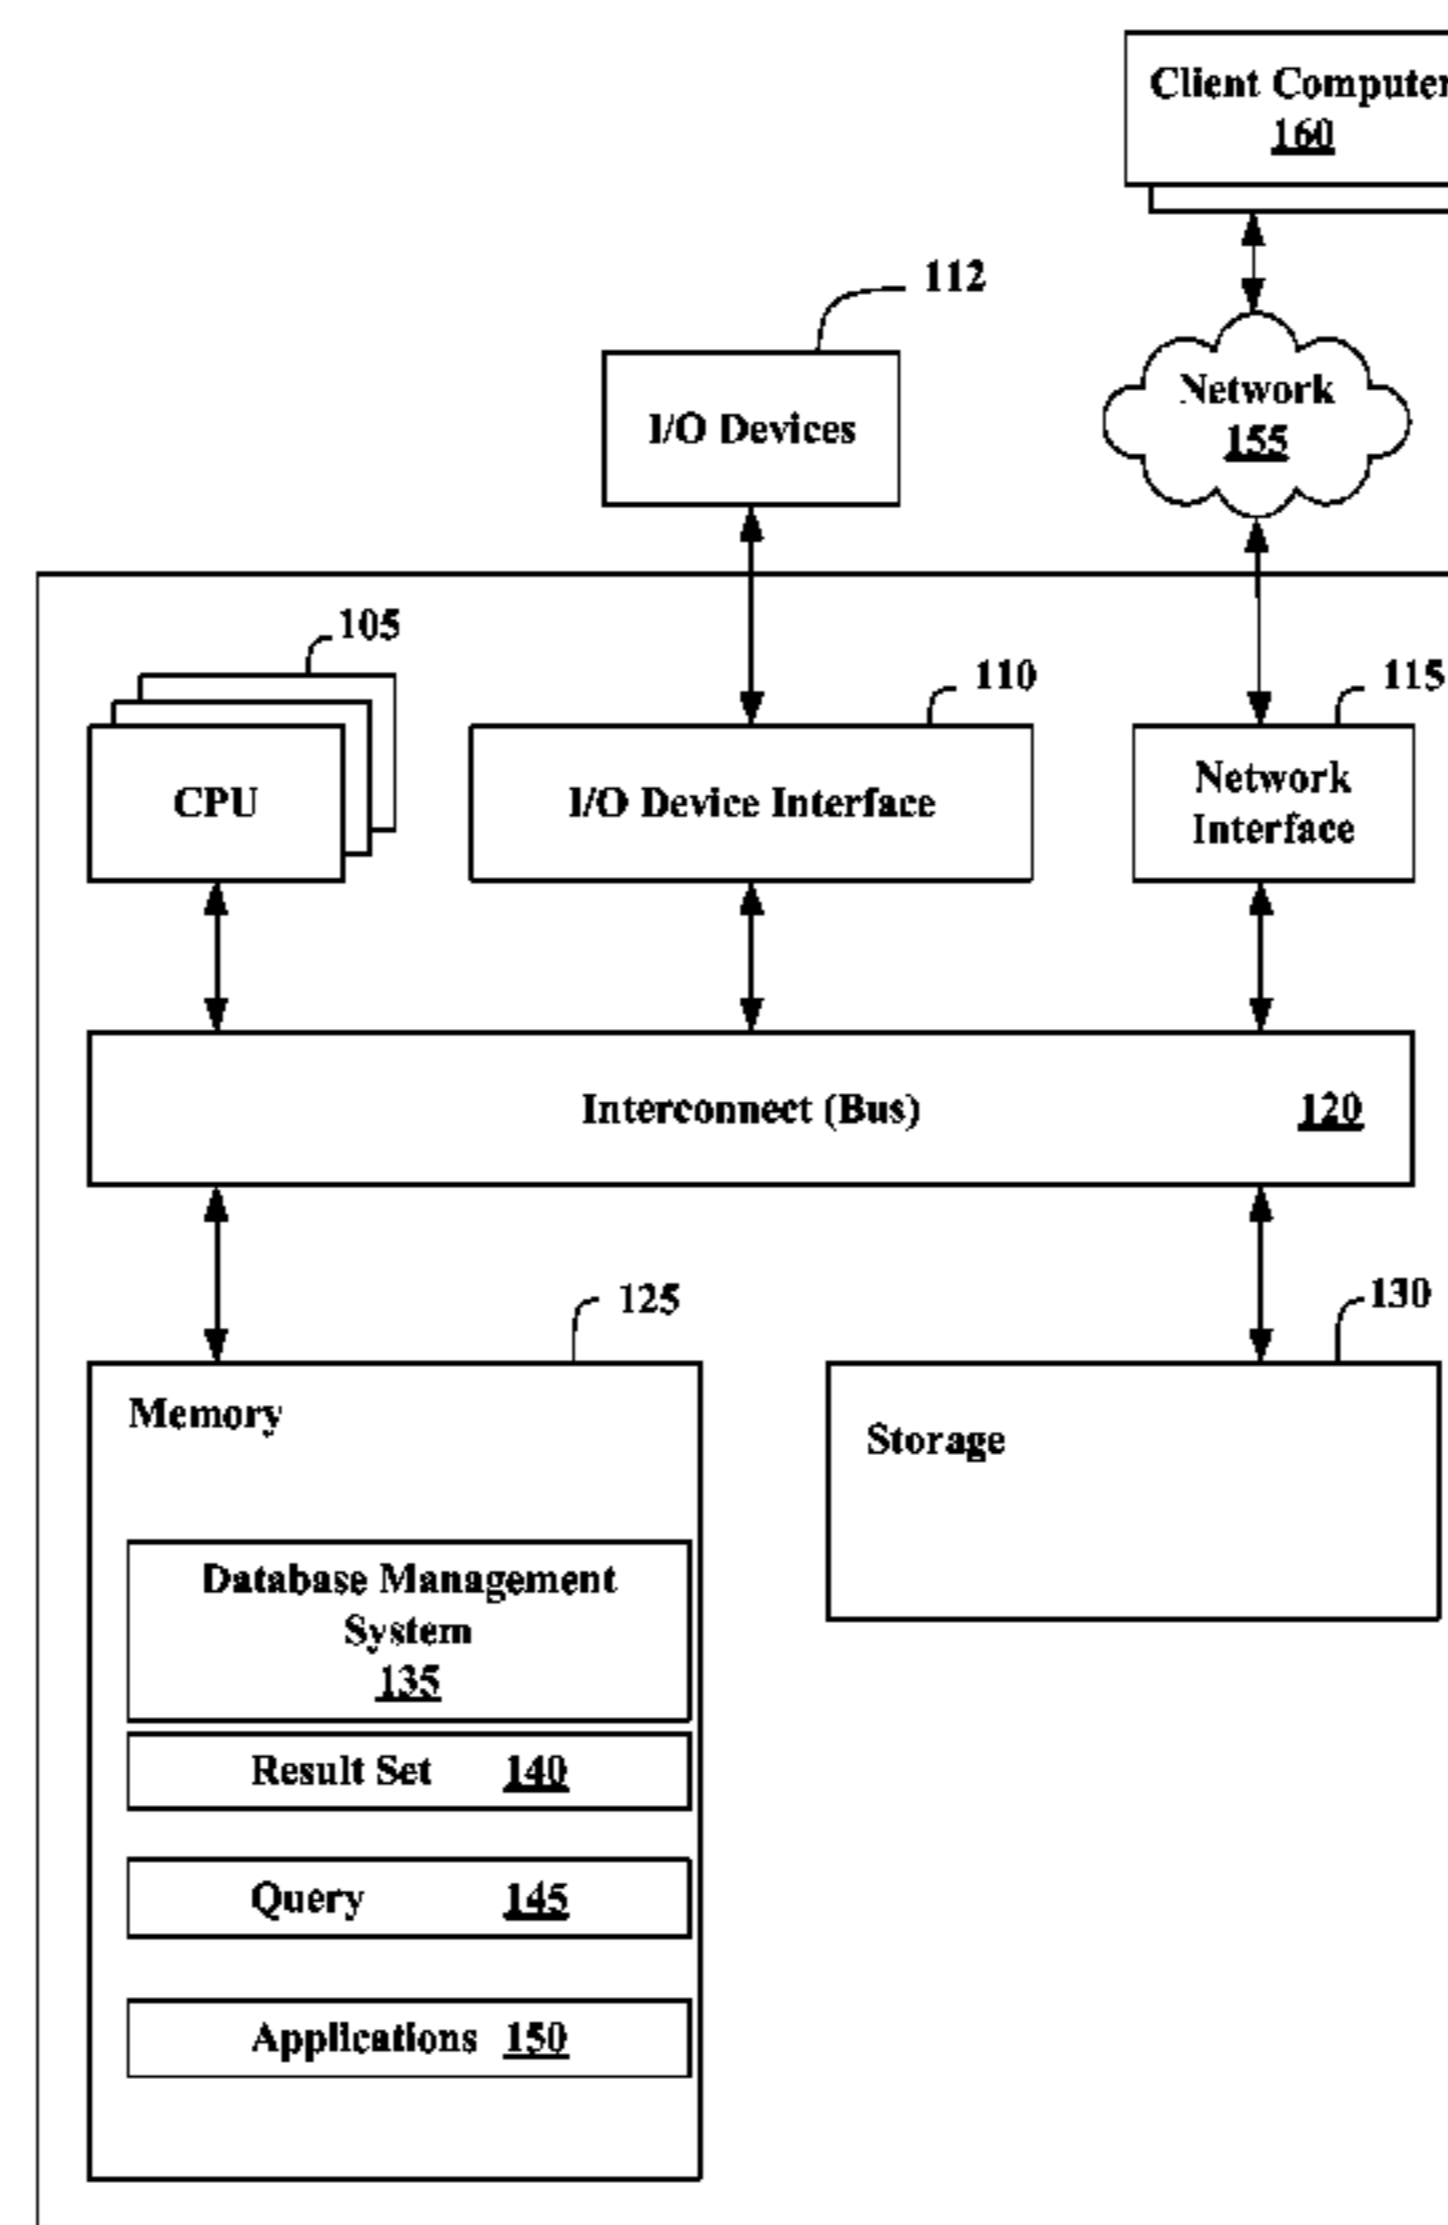 Client Computer
160
112
I/O Devices
Network
155
105
110
115
CPU
I/O Device Interface
Network
Interface
Interconnect (Bus) 120
125
130
Memory
Storage
Database Management
System
135
Result Set 140
Query 145
Applications 150